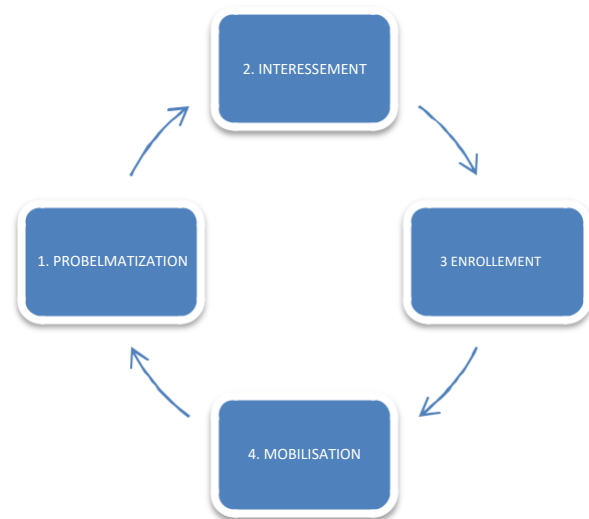 2. INTERESSEMENT
1. PROBELMATIZATION
3 ENROLLEMENT
4. MOBILISATION